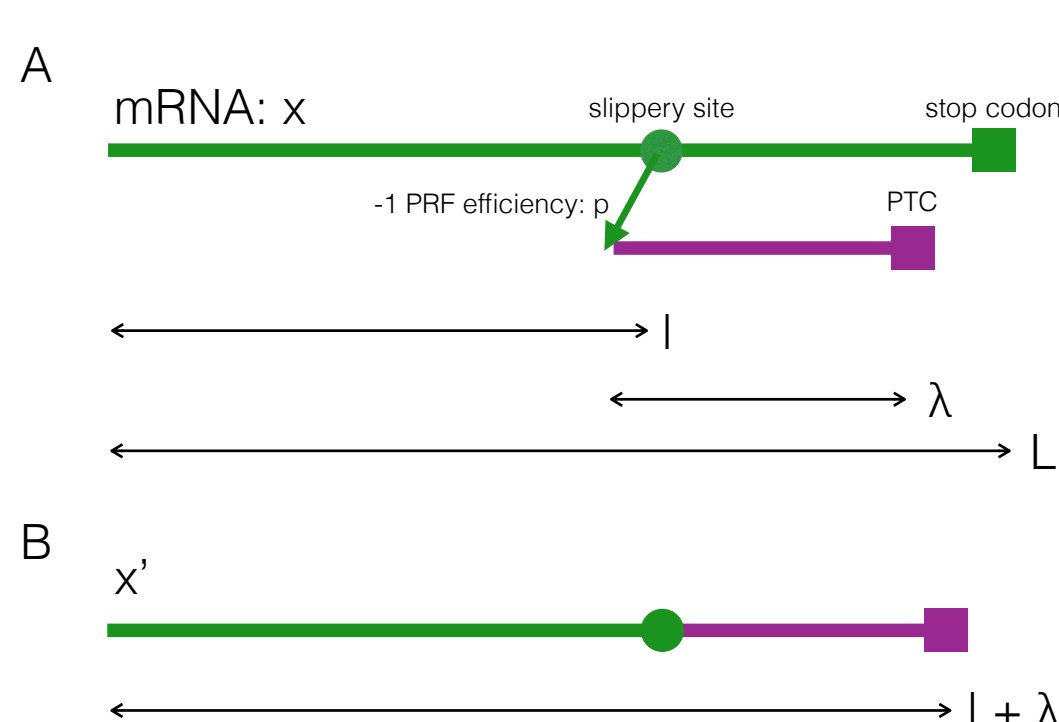 A
mRNA: x
slippery site
stop codon
-1 PRF efficiency: p
PTC
l
λ
L
B
x’
l + λ